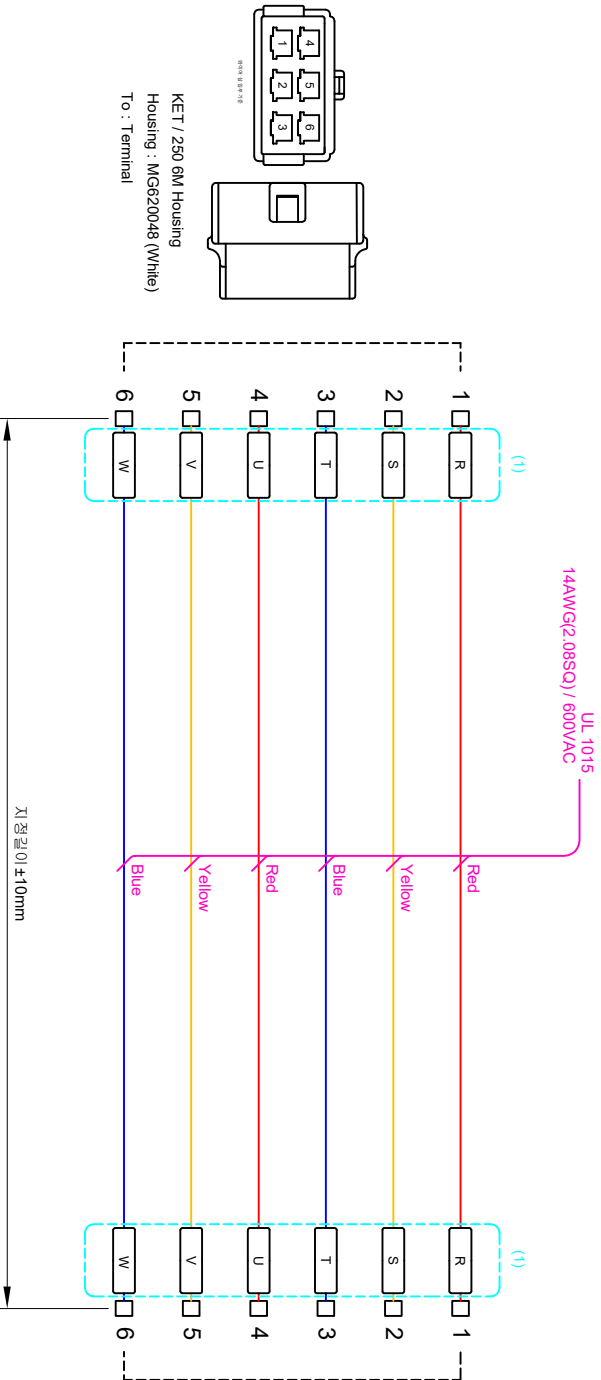 UL 1015
14AWG(2.08SQ) / 600VAC
(1)
(1)
1
R
Red
R
1
2
S
Yellow
S
2
3
T
Blue
T
3
4
U
Red
U
4
5
V
Yellow
V
5
6
W
Blue
W
6
지정길이±10mm
4 5 6
1 2 3
KET / 250 6M Housing
Housing : MG620048 (White)
To : Terminal